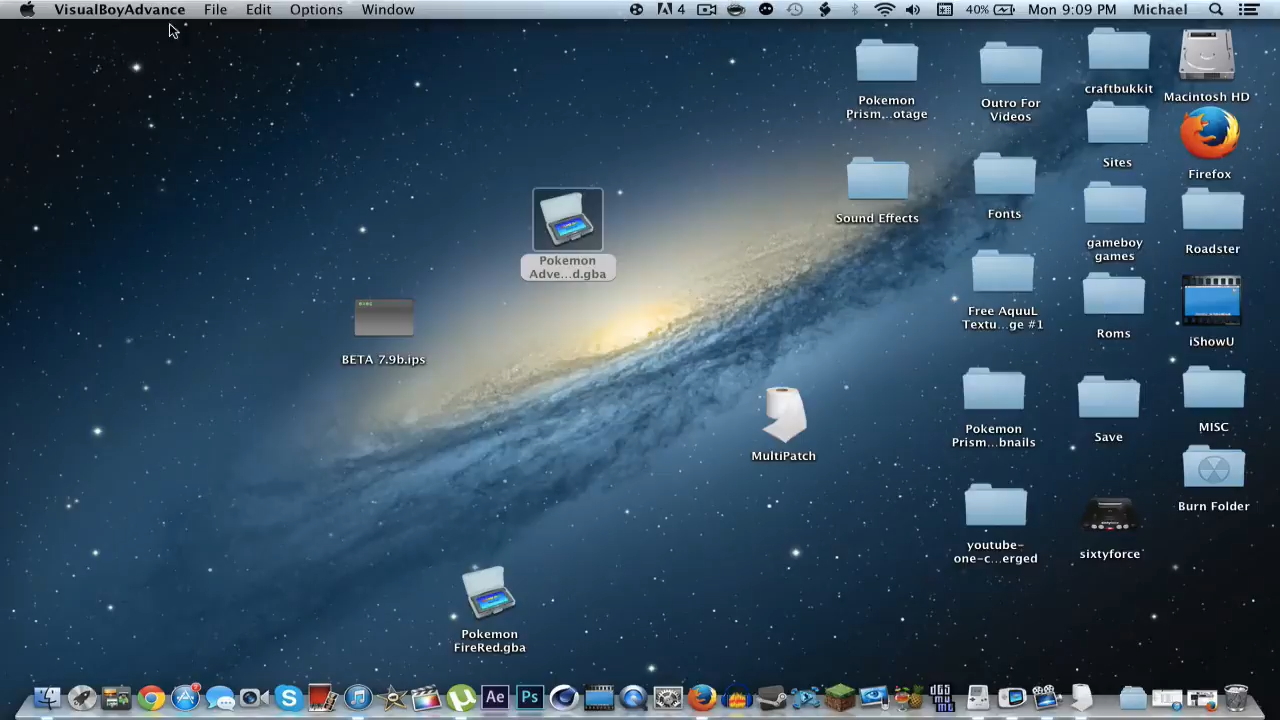 VisualBoyAdvance File Edit Options Window 4 40% Mon 9:09 PM Michael
Pokemon
Prism,..otage
Outro For
Videos
craftbukkit
Macintosh HD
Sound Effects
Fonts
Sites
Firefox
Pokemon
Adve...d.gba
gameboy
games
Roadster
BETA 7.9b.ips
Free AquuL
Textu...ge #1
Roms
iShowU
MultiPatch
Pokemon
Prism...bnails
Save
MISC
Burn Folder
youtube-
one-c...erged
sixtyforce
Pokemon
FireRed.gba
Ae
Ps